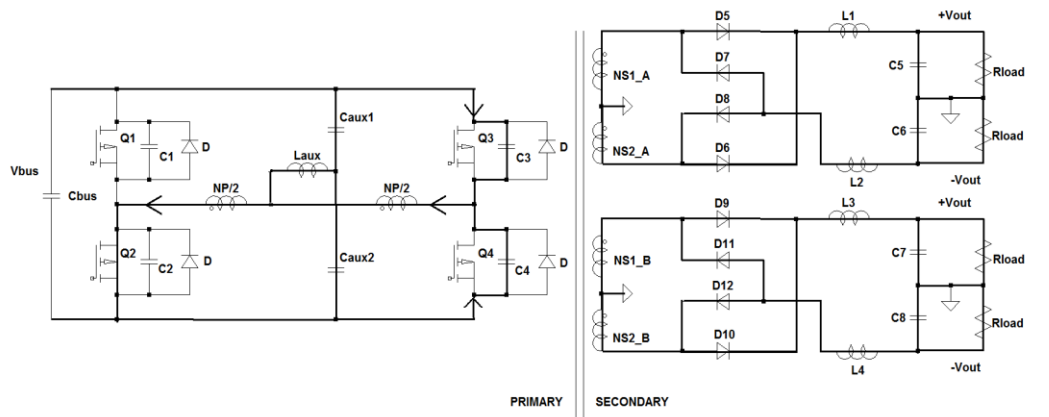 Vbus
Cbus
Q1
C1
D
Caux1
Laux
Q3
C3
D
NP/2
NP/2
Q2
C2
D
Caux2
Q4
C4
D
PRIMARY
SECONDARY
NS1_A
NS2_A
D5
D7
D8
D6
L1
L2
+Vout
C5
Rload
C6
Rload
-Vout
NS1_B
NS2_B
D9
D11
D12
D10
L3
L4
+Vout
C7
Rload
C8
Rload
-Vout